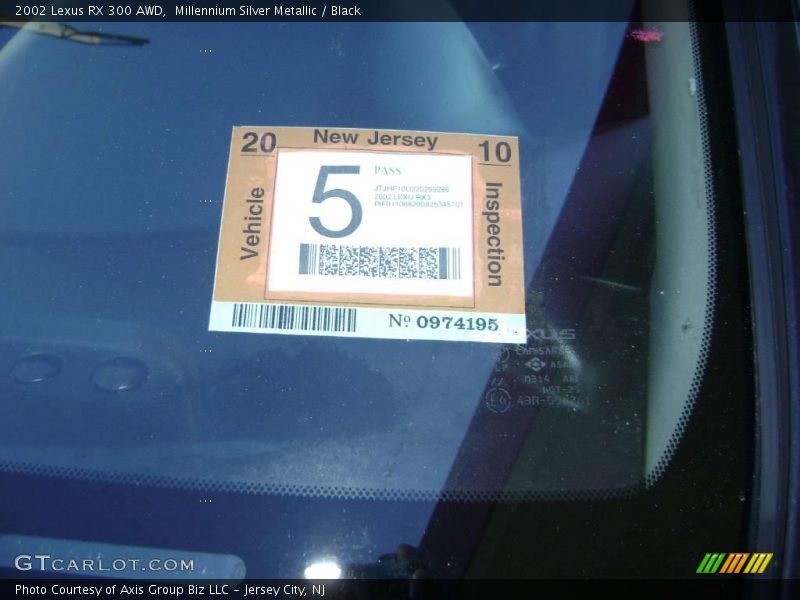 2002 Lexus RX 300 AWD, Millennium Silver Metallic / Black
20 New Jersey 10
Vehicle
5
PASS
2002 LEXU RX3
Inspection
Nº 0974195
M314
GTCARLOT.COM
Photo Courtesy of Axis Group Biz LLC - Jersey City, NJ